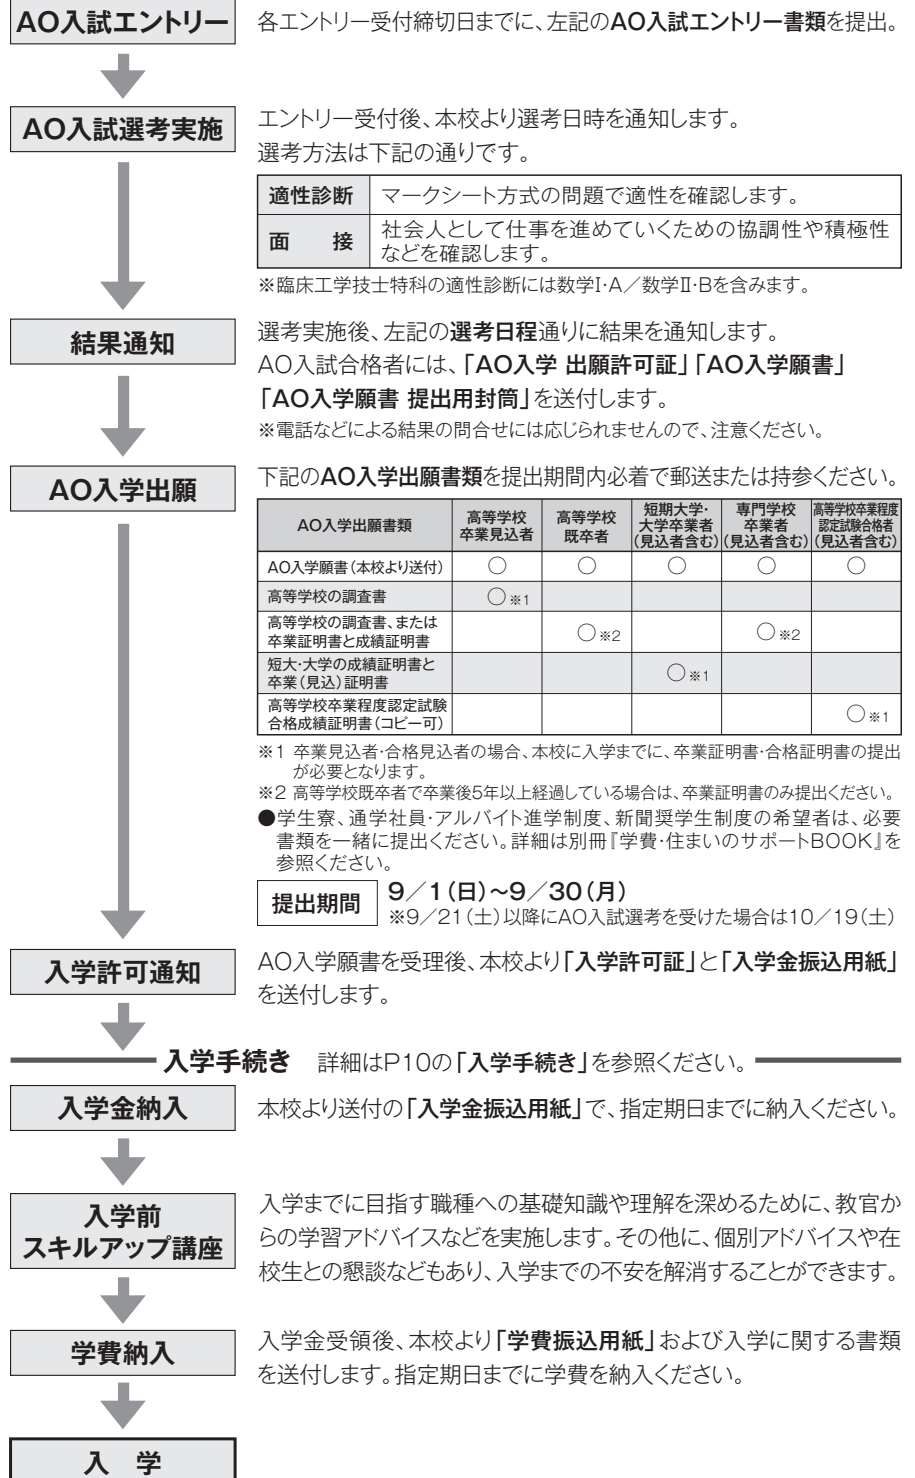 AO入試エントリー
各エントリー受付締切日までに、左記のAO入試エントリー書類を提出。
AO入試選考実施
エントリー受付後、本校より選考日時を通知します。
選考方法は下記の通りです。
適性診断 マークシート方式の問題で適性を確認します。
面 接 社会人として仕事を進めていくための協調性や積極性
などを確認します。
※臨床工学技士特科の適性診断には数学I・A/数学II・Bを含みます。
結果通知
選考実施後、左記の選考日程通りに結果を通知します。
AO入試合格者には、「AO入学 出願許可証」「AO入学願書」
「AO入学願書 提出用封筒」を送付します。
※電話などによる結果の問合せには応じられませんので、注意ください。
AO入学出願
下記のAO入学出願書類を提出期間内必着で郵送または持参ください。
AO入学出願書類 高等学校卒業見込者 高等学校既卒者 短期大学・大学卒業者(見込者含む) 専門学校卒業者(見込者含む) 高等学校卒業程度認定試験合格者(見込者含む)
AO入学願書(本校より送付) ○ ○ ○ ○ ○
高等学校の調査書 ○※1
高等学校の調査書、または
卒業証明書と成績証明書 ○※2 ○※2
短大・大学の成績証明書と
卒業(見込)証明書 ○※1
高等学校卒業程度認定試験
合格成績証明書(コピー可) ○※1
※1 卒業見込者・合格見込者の場合、本校に入学までに、卒業証明書・合格証明書の提出
が必要となります。
※2 高等学校既卒者で卒業後5年以上経過している場合は、卒業証明書のみ提出ください。
●学生寮、通学社員・アルバイト進学制度、新聞奨学生制度の希望者は、必要
書類を一緒に提出ください。詳細は別冊『学費・住まいのサポートBOOK』を
参照ください。
提出期間 9/1(日)~9/30(月)
※9/21(土)以降にAO入試選考を受けた場合は10/19(土)
入学許可通知
AO入学願書を受理後、本校より「入学許可証」と「入学金振込用紙」
を送付します。
入学手続き 詳細はP10の「入学手続き」を参照ください。
入学金納入
本校より送付の「入学金振込用紙」で、指定期日までに納入ください。
入学前
スキルアップ講座
入学までに目指す職種への基礎知識や理解を深めるために、教官か
らの学習アドバイスなどを実施します。その他に、個別アドバイスや在
校生との懇談などもあり、入学までの不安を解消することができます。
学費納入
入学金受領後、本校より「学費振込用紙」および入学に関する書類
を送付します。指定期日までに学費を納入ください。
入 学